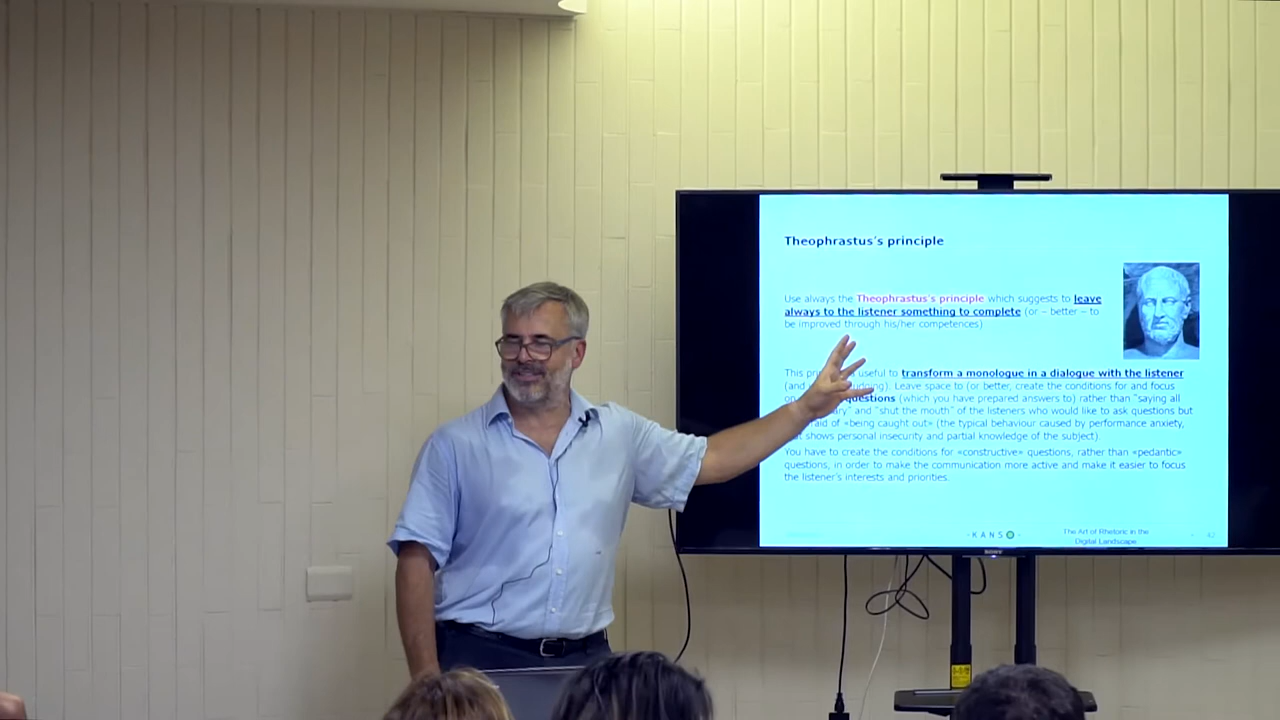 Theophrastus's principle
Use always the Theophrastus's principle which suggests to leave
always to the listener something to complete (or – better – to
be improved through his/her competences)
This useful to transform a monologue in a dialogue with the listener
(and judging). Leave space to (or better, create the conditions for and focus
on questions (which you have prepared answers to) rather than "saying all
and "shut the mouth" of the listeners who would like to ask questions but
of «being caught out» (the typical behaviour caused by performance anxiety,
shows personal insecurity and partial knowledge of the subject).
You have to create the conditions for «constructive» questions, rather than «pedantic»
questions, in order to make the communication more active and make it easier to focus
the listener's interests and priorities.
- KANSO -
The Art of Rhetoric in the
Digital Landscape
42
SONY